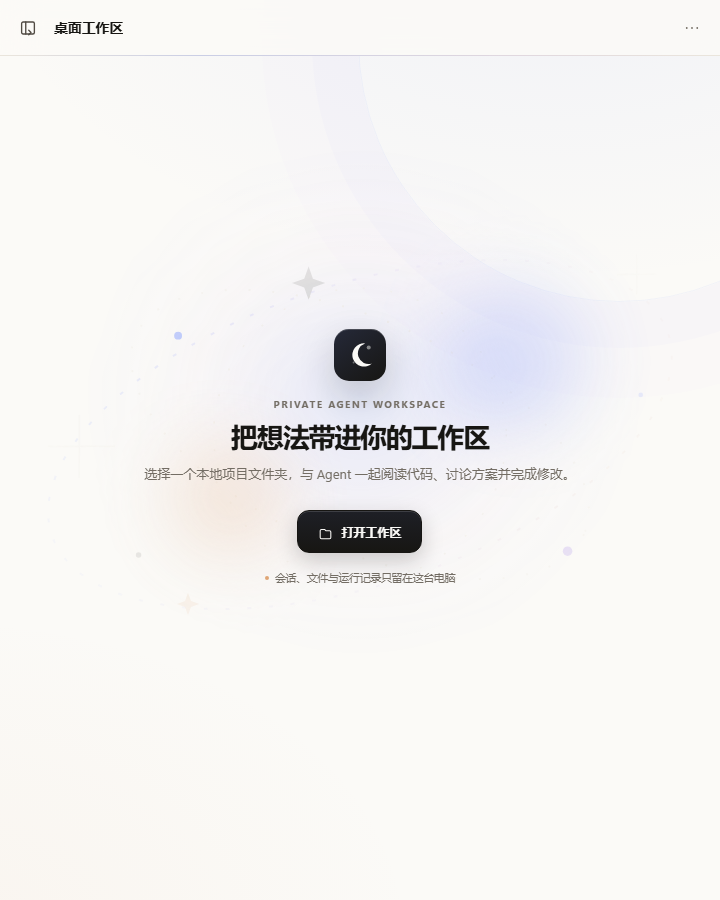 桌面工作区
PRIVATE AGENT WORKSPACE
把想法带进你的工作区
选择一个本地项目文件夹，与 Agent 一起阅读代码、讨论方案并完成修改。
打开工作区
会话、文件与运行记录只留在这台电脑